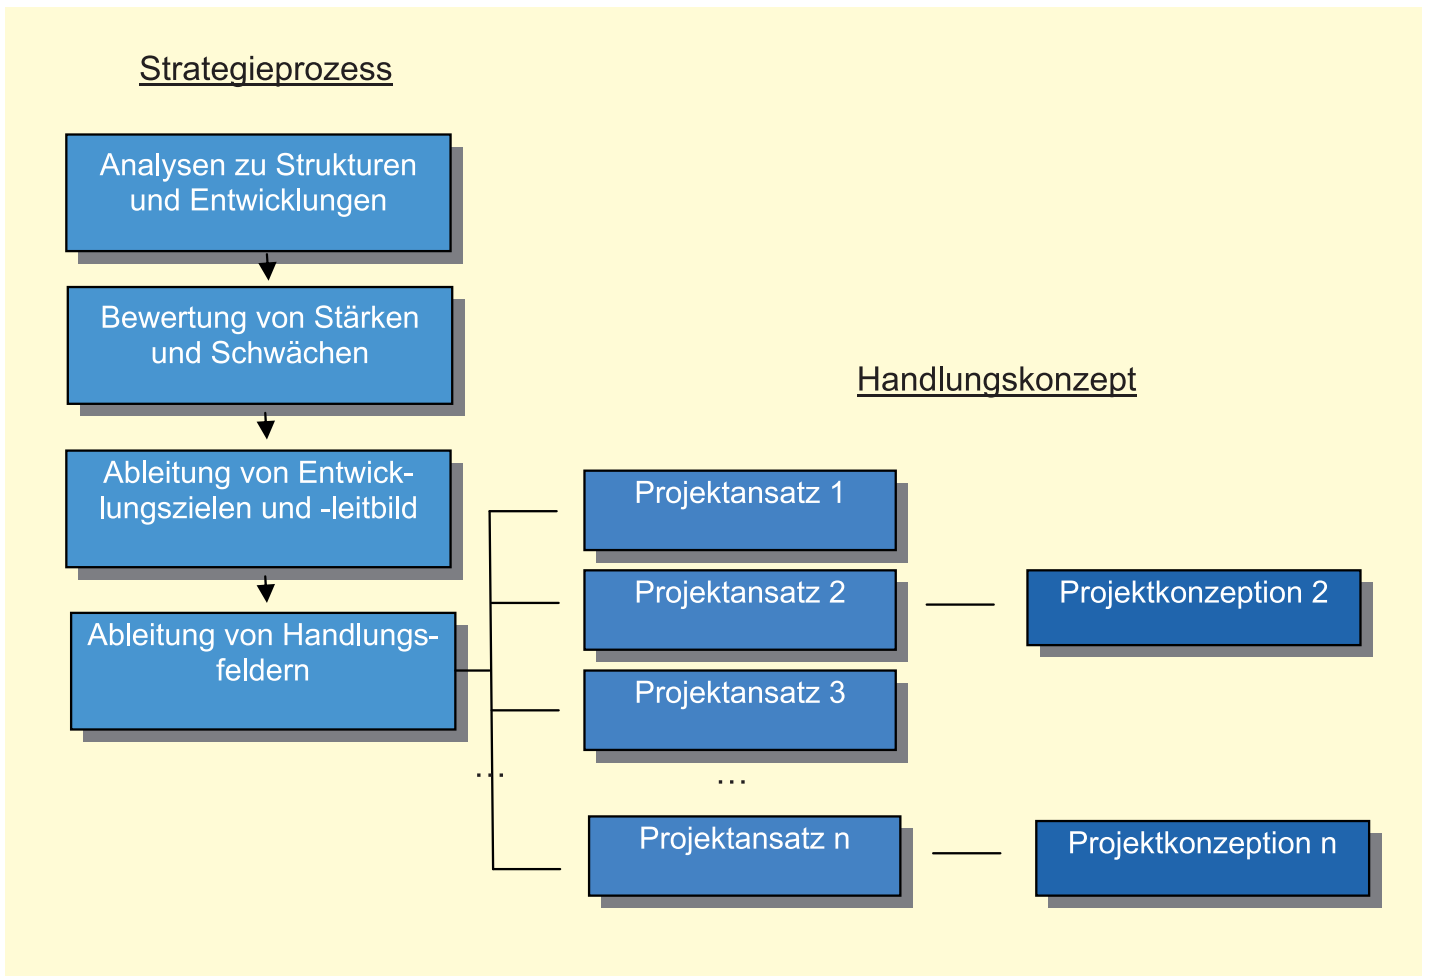 Strategieprozess
Analysen zu Strukturen
und Entwicklungen
Bewertung von Stärken
und Schwächen
Ableitung von Entwick-
lungszielen und -leitbild
Ableitung von Handlungs-
feldern
...
Handlungskonzept
Projektansatz 1
Projektansatz 2
Projektkonzeption 2
Projektansatz 3
...
Projektansatz n
Projektkonzeption n